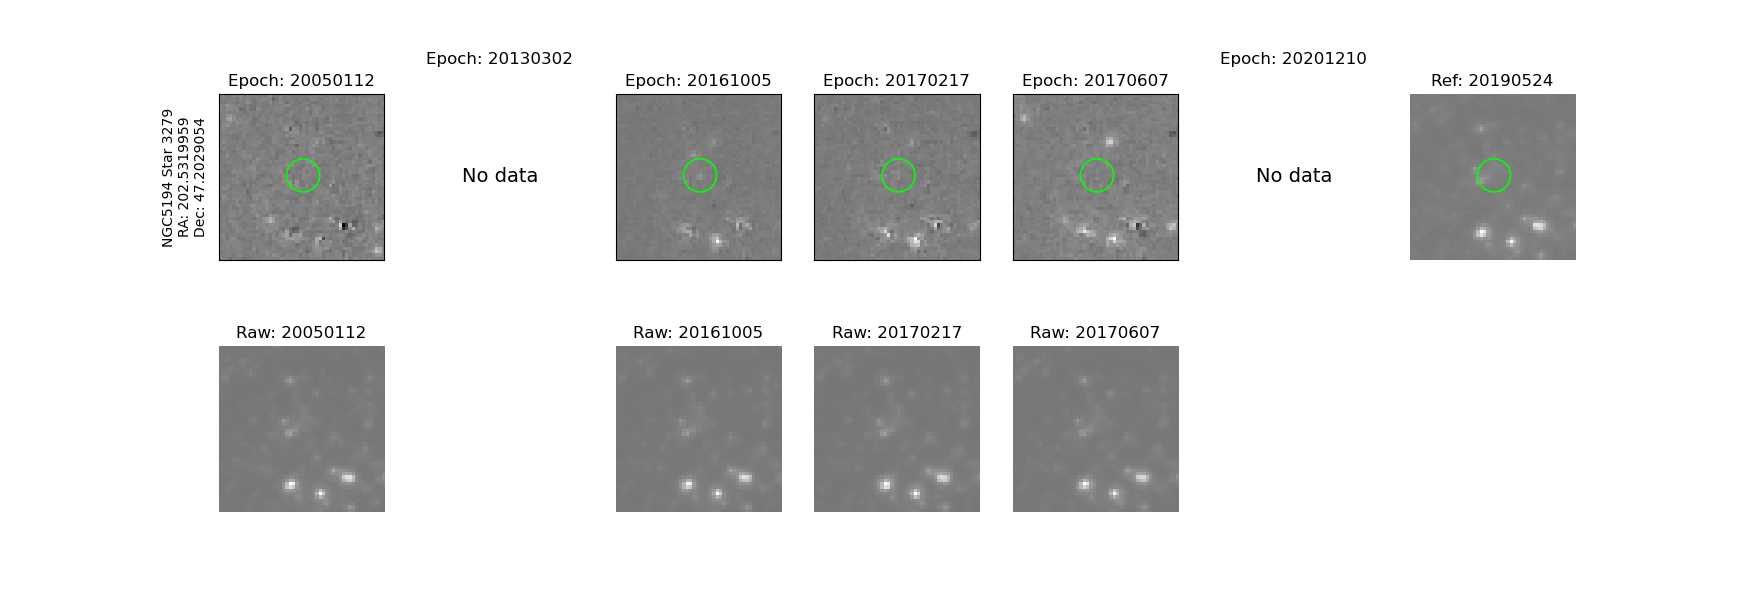 Epoch: 20130302
Epoch: 20201210
Epoch: 20050112
Epoch: 20161005
Epoch: 20170217
Epoch: 20170607
Ref: 20190524
NGC5194 Star 3279
RA: 202.5319959
Dec: 47.2029054
No data
No data
Raw: 20050112
Raw: 20161005
Raw: 20170217
Raw: 20170607